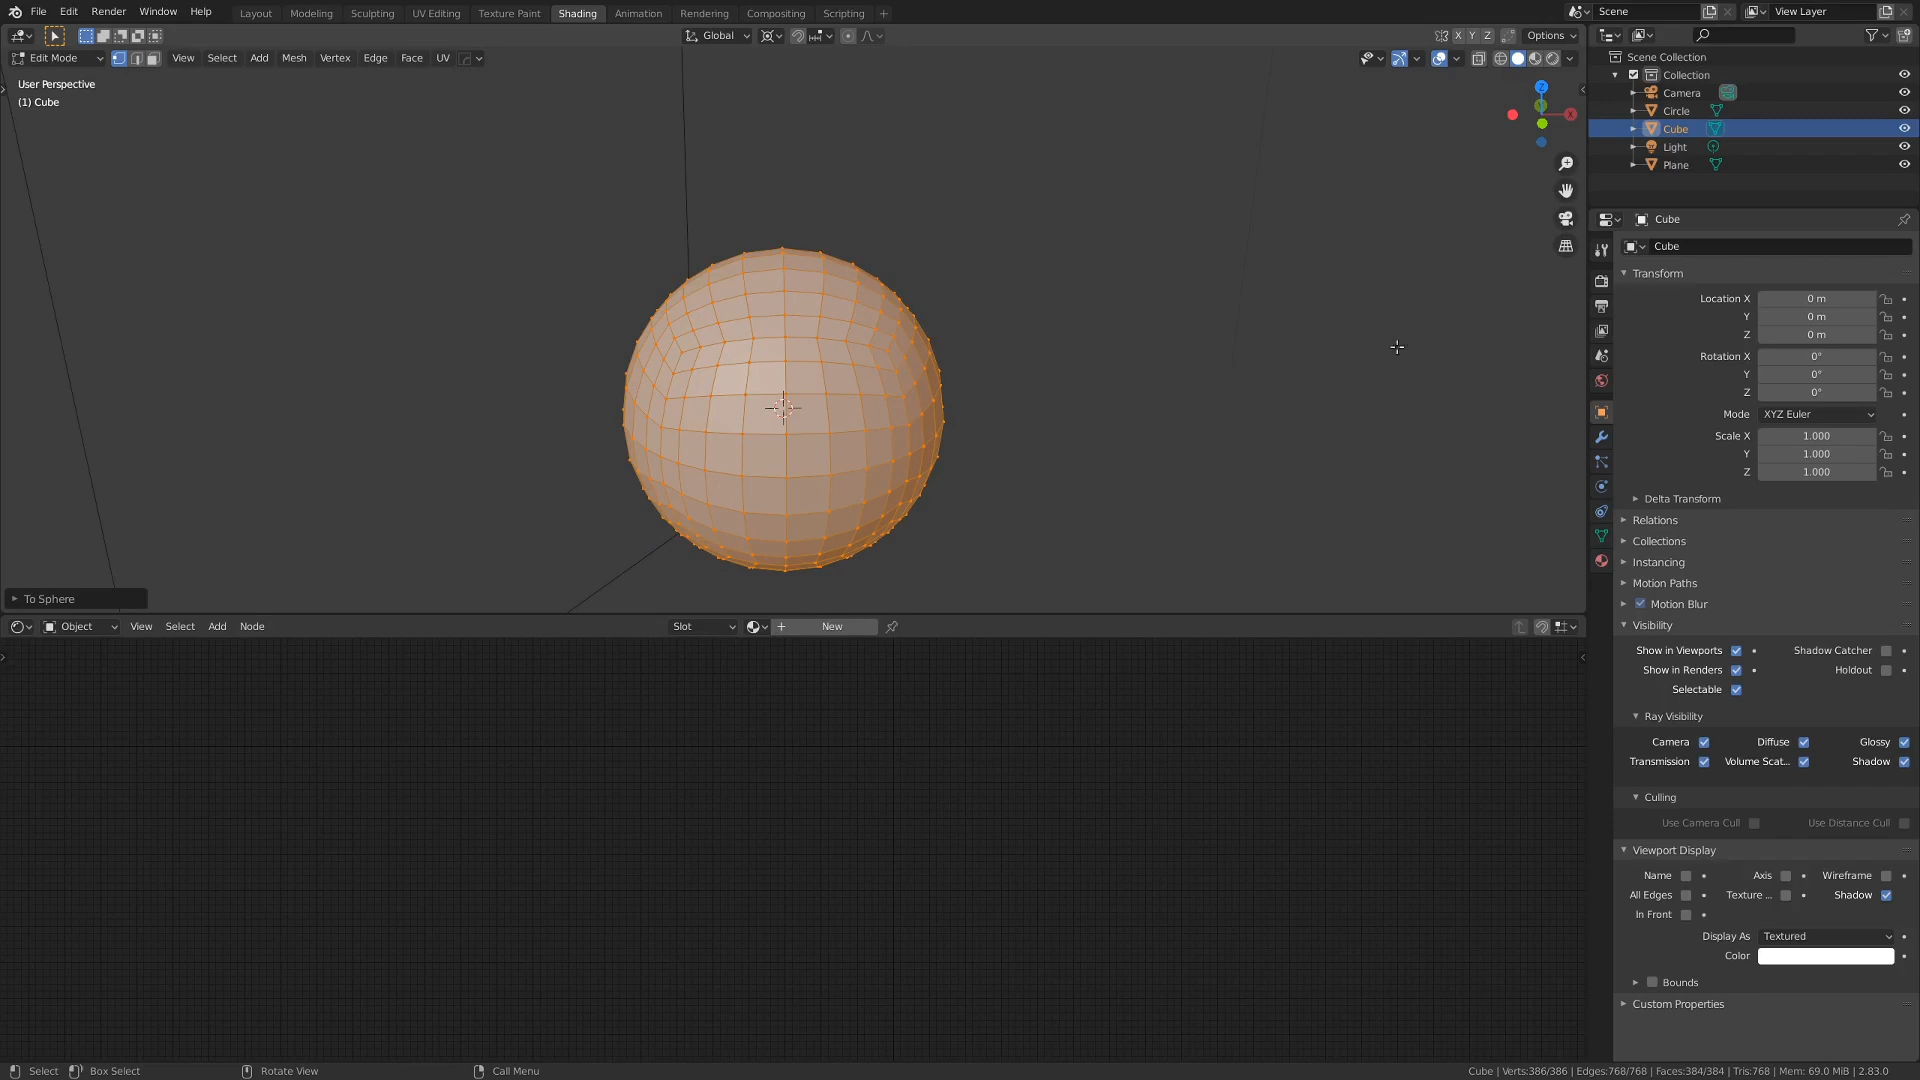 File Edit Render Window Help Layout Modeling Sculpting UV Editing Texture Paint Shading Animation Rendering Compositing Scripting + Scene View Layer
Global X Y Z Options
Edit Mode View Select Add Mesh Vertex Edge Face UV
User Perspective
(1) Cube
Z
X
To Sphere
Object View Select Add Node Slot + New
Scene Collection
Collection
Camera
Circle
Cube
Light
Plane
Cube
Cube
Transform
Location X 0 m
Y 0 m
Z 0 m
Rotation X 0°
Y 0°
Z 0°
Mode XYZ Euler
Scale X 1.000
Y 1.000
Z 1.000
Delta Transform
Relations
Collections
Instancing
Motion Paths
Motion Blur
Visibility
Show in Viewports Shadow Catcher
Show in Renders Holdout
Selectable
Ray Visibility
Camera Diffuse Glossy
Transmission Volume Scat... Shadow
Culling
Use Camera Cull Use Distance Cull
Viewport Display
Name Axis Wireframe
All Edges Texture ... Shadow
In Front
Display As Textured
Color
Bounds
Custom Properties
Select Box Select Rotate View Call Menu Cube | Verts:386/386 | Edges:768/768 | Faces:384/384 | Tris:768 | Mem: 69.0 MiB | 2.83.0